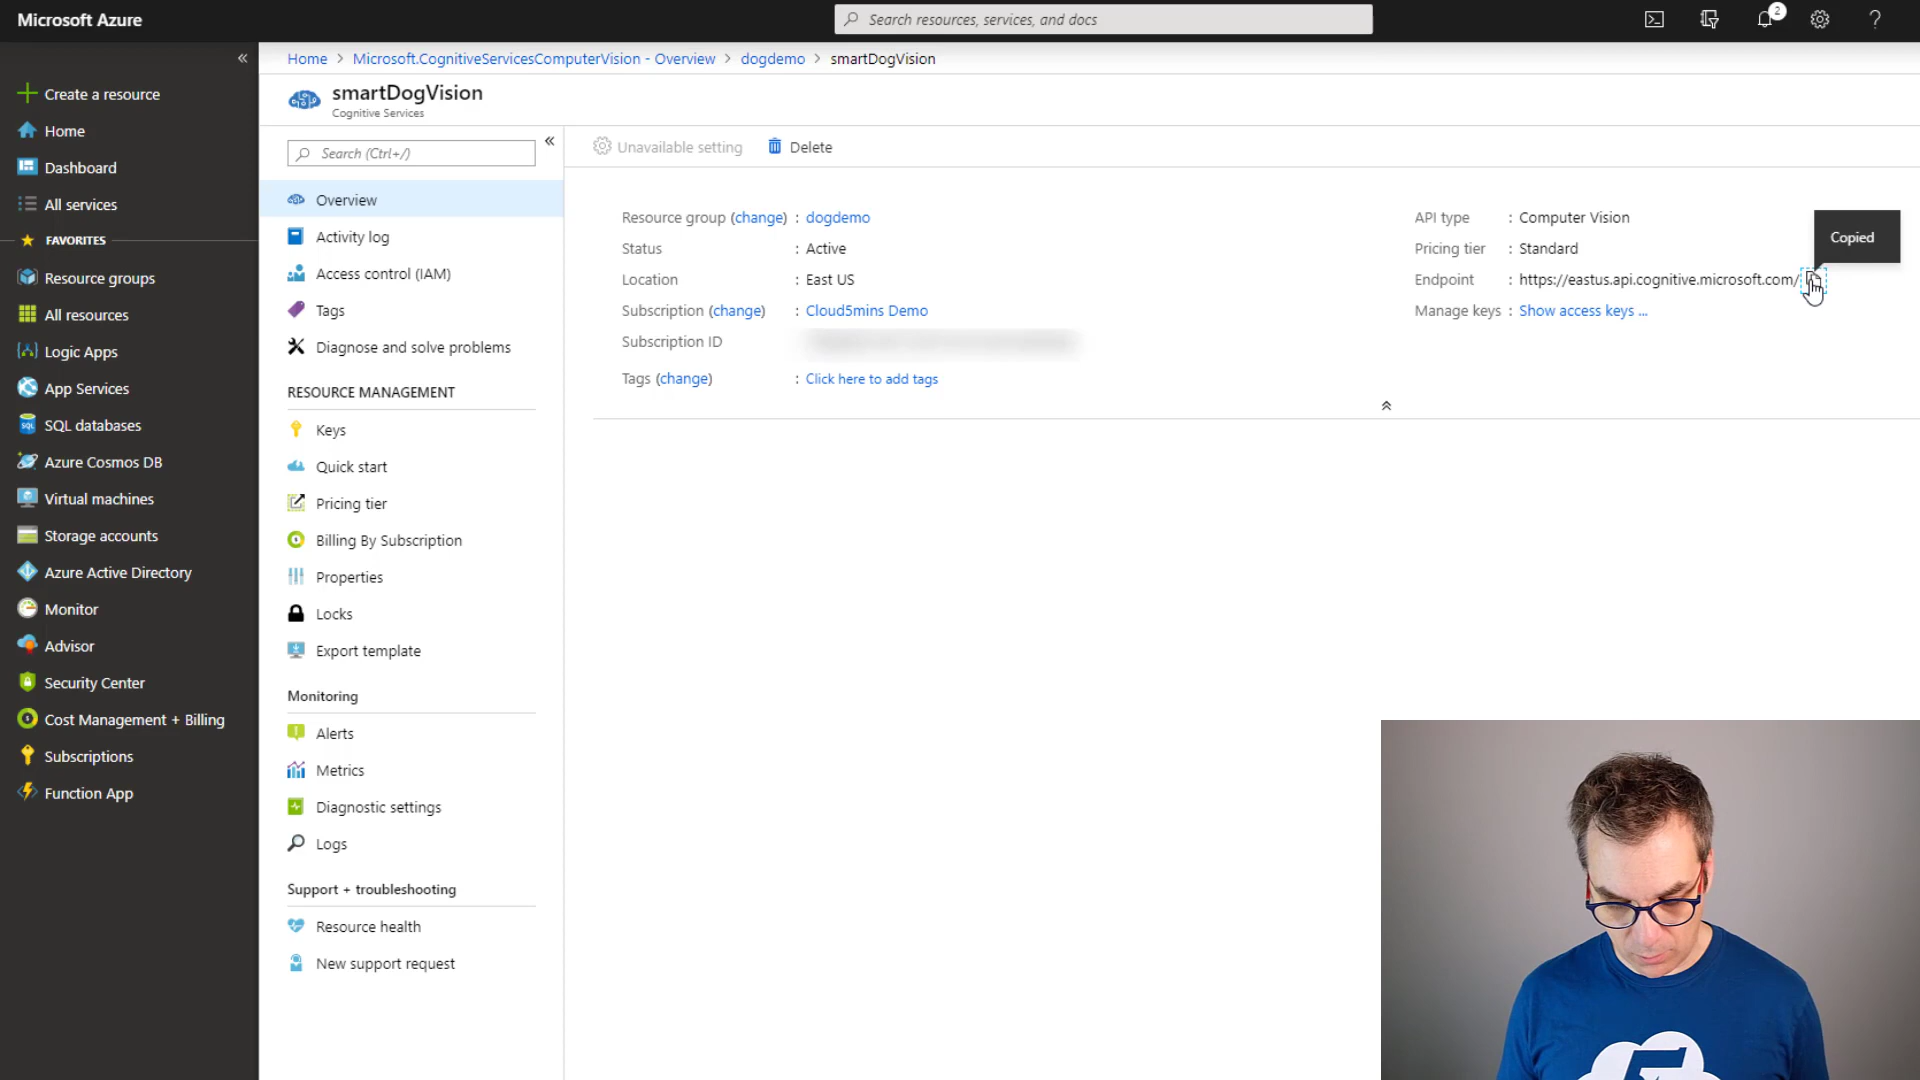 Microsoft Azure
Search resources, services, and docs
2
?
Create a resource
Home
Dashboard
All services
FAVORITES
Resource groups
All resources
Logic Apps
App Services
SQL databases
Azure Cosmos DB
Virtual machines
Storage accounts
Azure Active Directory
Monitor
Advisor
Security Center
Cost Management + Billing
Subscriptions
Function App
Home > Microsoft.CognitiveServicesComputerVision - Overview > dogdemo > smartDogVision
smartDogVision
Cognitive Services
Search (Ctrl+/)
Overview
Activity log
Access control (IAM)
Tags
Diagnose and solve problems
RESOURCE MANAGEMENT
Keys
Quick start
Pricing tier
Billing By Subscription
Properties
Locks
Export template
Monitoring
Alerts
Metrics
Diagnostic settings
Logs
Support + troubleshooting
Resource health
New support request
Unavailable setting Delete
Resource group (change) : dogdemo
Status : Active
Location : East US
Subscription (change) : Cloud5mins Demo
Subscription ID
Tags (change) : Click here to add tags
API type : Computer Vision
Pricing tier : Standard
Endpoint : https://eastus.api.cognitive.microsoft.com/
Manage keys : Show access keys ...
Copied